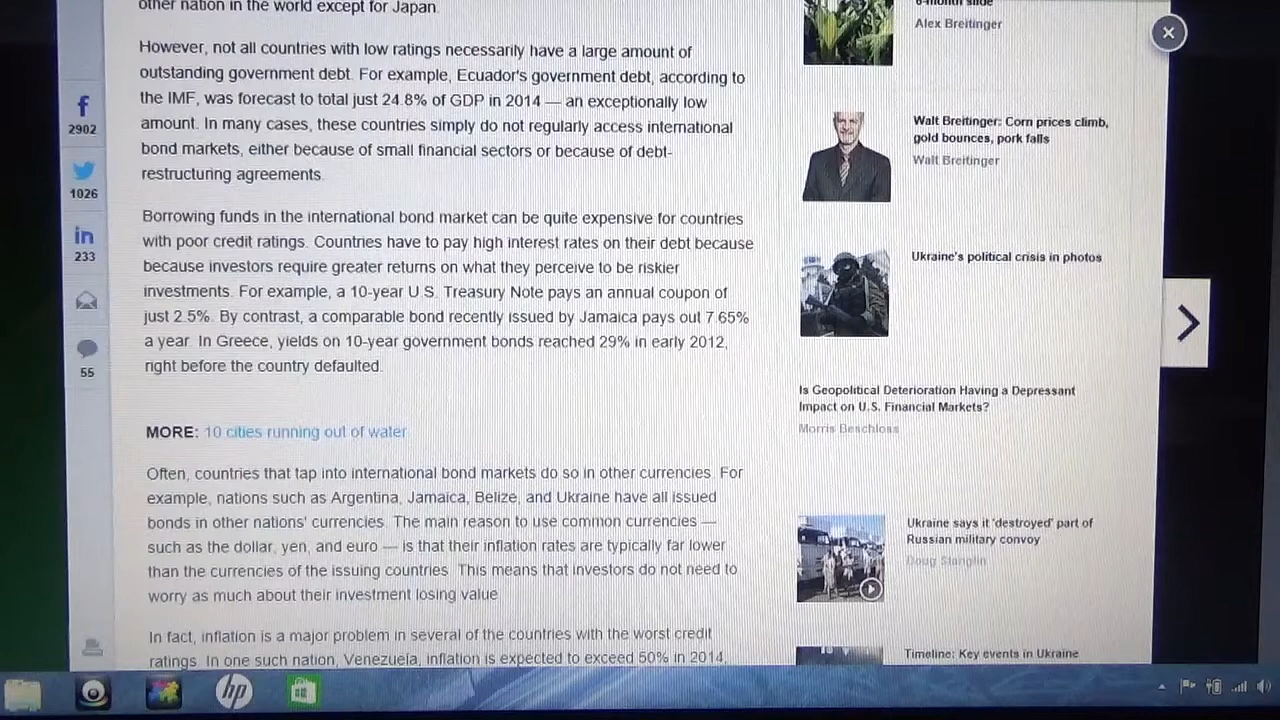 other nation in the world except for Japan.
However, not all countries with low ratings necessarily have a large amount of
outstanding government debt. For example, Ecuador's government debt, according to
the IMF, was forecast to total just 24.8% of GDP in 2014 — an exceptionally low
amount. In many cases, these countries simply do not regularly access international
bond markets, either because of small financial sectors or because of debt-
restructuring agreements.
Borrowing funds in the international bond market can be quite expensive for countries
with poor credit ratings. Countries have to pay high interest rates on their debt because
because investors require greater returns on what they perceive to be riskier
investments. For example, a 10-year U.S. Treasury Note pays an annual coupon of
just 2.5%. By contrast, a comparable bond recently issued by Jamaica pays out 7.65%
a year. In Greece, yields on 10-year government bonds reached 29% in early 2012,
right before the country defaulted.
MORE: 10 cities running out of water
Often, countries that tap into international bond markets do so in other currencies. For
example, nations such as Argentina, Jamaica, Belize, and Ukraine have all issued
bonds in other nations' currencies. The main reason to use common currencies —
such as the dollar, yen, and euro — is that their inflation rates are typically far lower
than the currencies of the issuing countries. This means that investors do not need to
worry as much about their investment losing value.
In fact, inflation is a major problem in several of the countries with the worst credit
ratings. In one such nation, Venezuela, inflation is expected to exceed 50% in 2014,
f
2902
1026
in
233
55
6-month slide
Alex Breitinger
Walt Breitinger: Corn prices climb,
gold bounces, pork falls
Walt Breitinger
Ukraine's political crisis in photos
Is Geopolitical Deterioration Having a Depressant
Impact on U.S. Financial Markets?
Morris Beschloss
Ukraine says it 'destroyed' part of
Russian military convoy
Doug Stanglin
Timeline: Key events in Ukraine
hp